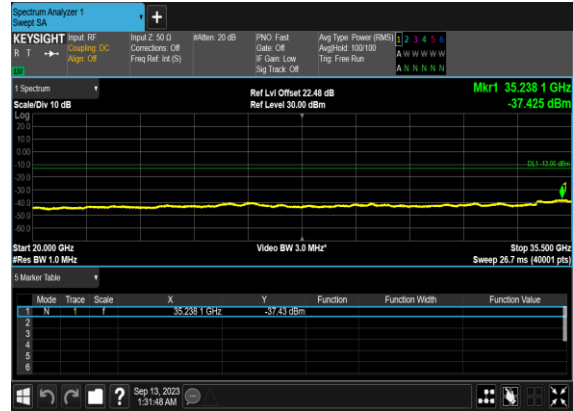 Spectrum Analyzer 1
Swept SA
+
KEYSIGHT Input: RF Input Z: 50 Ω #Atten: 20 dB PNO: Fast Avg Type: Power (RMS) 1 2 3 4 5 6
R T Coupling: DC Corrections: Off Gate: Off Avg|Hold: 100/100 A W W W W W
Align: Off Freq Ref: Int (S) IF Gain: Low Trig: Free Run
Sig Track: Off A N N N N N
LXI
1 Spectrum Ref Lvl Offset 22.48 dB Mkr1 35.238 1 GHz
Scale/Div 10 dB Ref Level 30.00 dBm -37.425 dBm
Log
20.0
10.0
0.00
-10.0 DL1 -13.00 dBm
-20.0
-30.0 1
-40.0
-50.0
-60.0
Start 20.000 GHz Video BW 3.0 MHz* Stop 35.500 GHz
#Res BW 1.0 MHz Sweep 26.7 ms (40001 pts)
5 Marker Table
Mode Trace Scale X Y Function Function Width Function Value
1 N 1 f 35.238 1 GHz -37.43 dBm
2
3
4
5
6
? Sep 13, 2023
1:31:48 AM